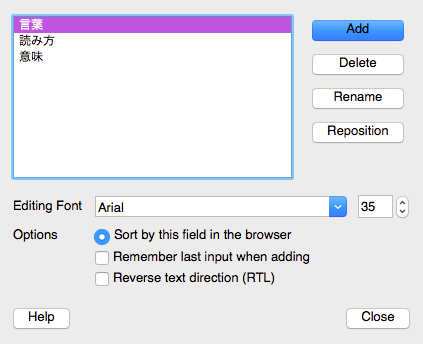 言葉
読み方
意味
Add
Delete
Rename
Reposition
Editing Font
Arial
35
Options
Sort by this field in the browser
Remember last input when adding
Reverse text direction (RTL)
Help
Close